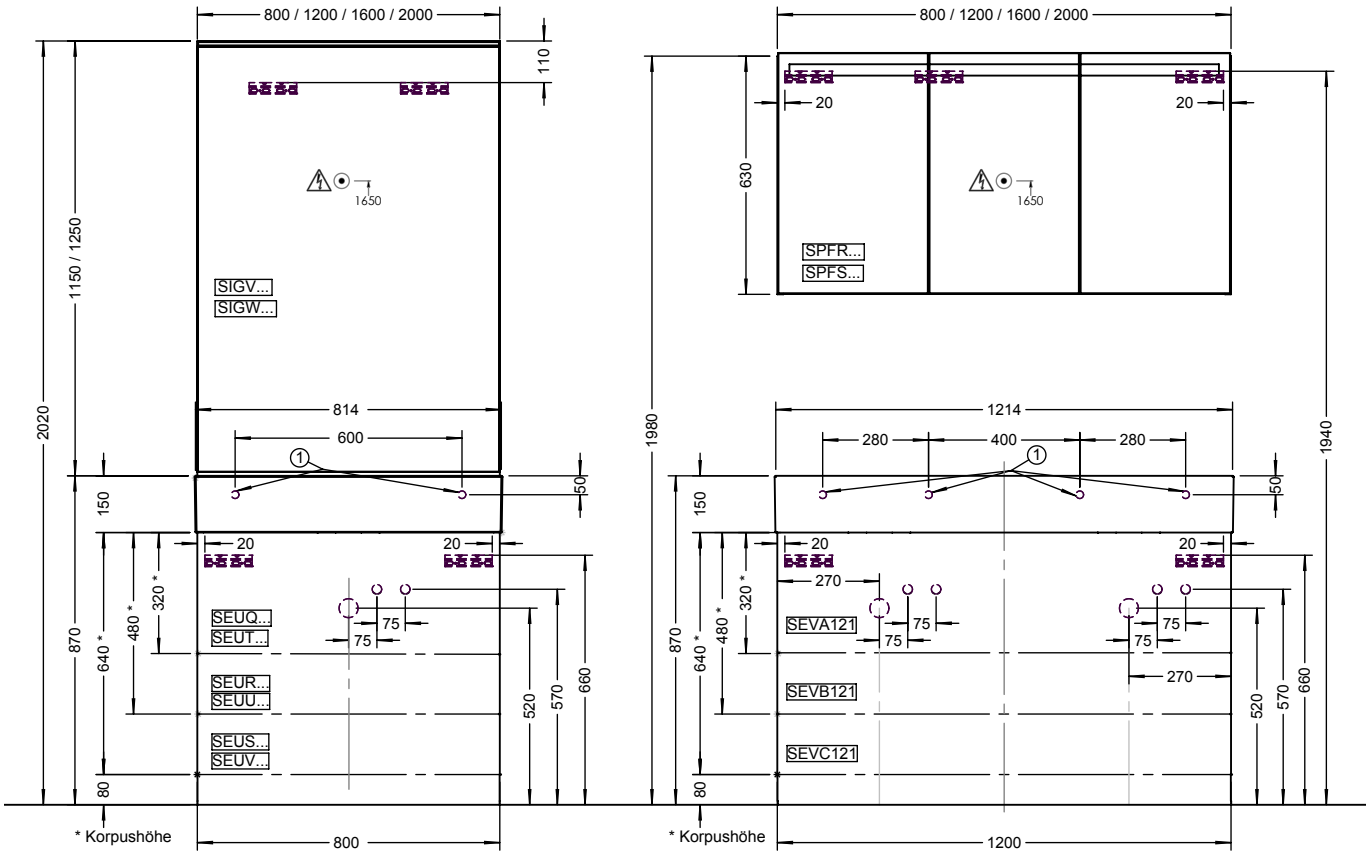 800 / 1200 / 1600 / 2000
110
1650
1150 / 1250
2020
SIGV...
SIGW...
814
600
1
50
150
20
20
320 *
480 *
640 *
870
SEUQ...
SEUT...
75
75
SEUR...
SEUU...
520
570
660
SEUS...
SEUV...
80
* Korpushöhe
800
800 / 1200 / 1600 / 2000
20
20
630
1650
SPFR...
SPFS...
1980
1940
1214
280
400
280
1
50
150
20
20
270
320 *
480 *
640 *
870
SEVA121
75
75
75
75
270
SEVB121
520
570
660
SEVC121
80
* Korpushöhe
1200